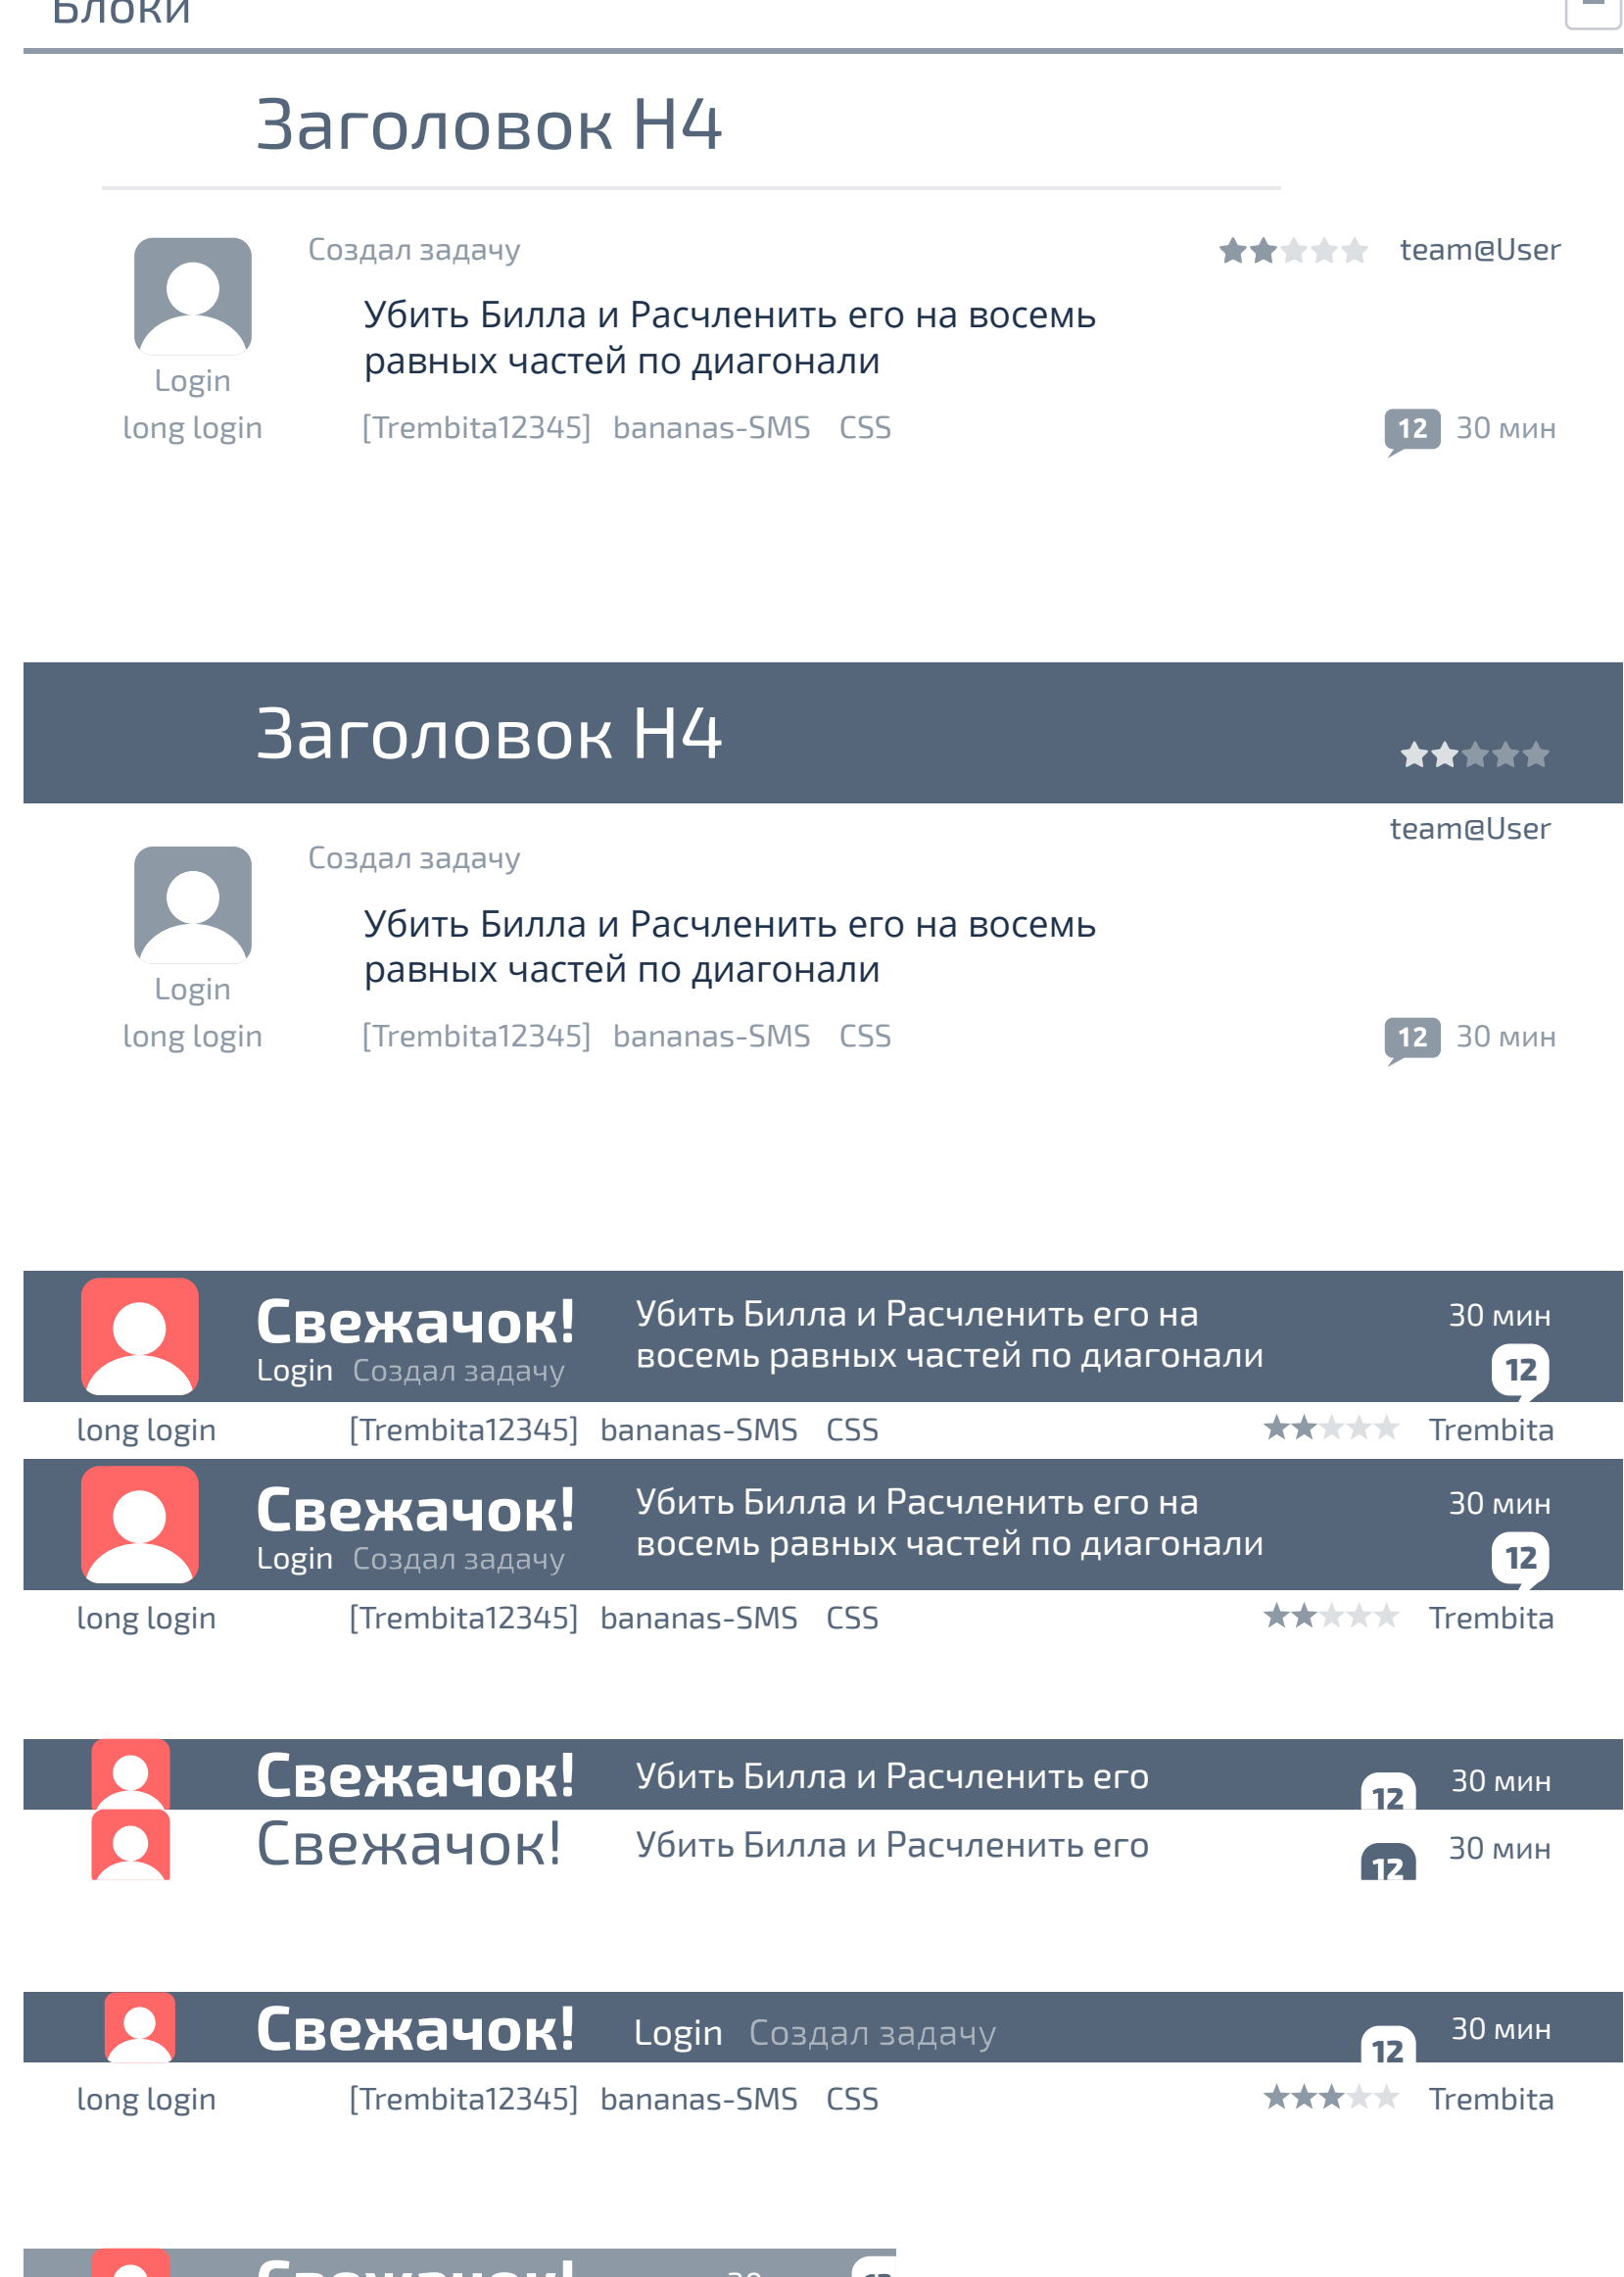 Блоки
Заголовок H4
Создал задачу team@User
Убить Билла и Расчленить его на восемь
равных частей по диагонали
Login
long login [Trembita12345] bananas-SMS CSS 12 30 мин
Заголовок H4
team@User
Создал задачу
Убить Билла и Расчленить его на восемь
равных частей по диагонали
Login
long login [Trembita12345] bananas-SMS CSS 12 30 мин
Свежачок! Убить Билла и Расчленить его на 30 мин
Login Создал задачу восемь равных частей по диагонали 12
long login [Trembita12345] bananas-SMS CSS Trembita
Свежачок! Убить Билла и Расчленить его на 30 мин
Login Создал задачу восемь равных частей по диагонали 12
long login [Trembita12345] bananas-SMS CSS Trembita
Свежачок! Убить Билла и Расчленить его 12 30 мин
Свежачок! Убить Билла и Расчленить его 12 30 мин
Свежачок! Login Создал задачу 12 30 мин
long login [Trembita12345] bananas-SMS CSS Trembita
Свежачок!